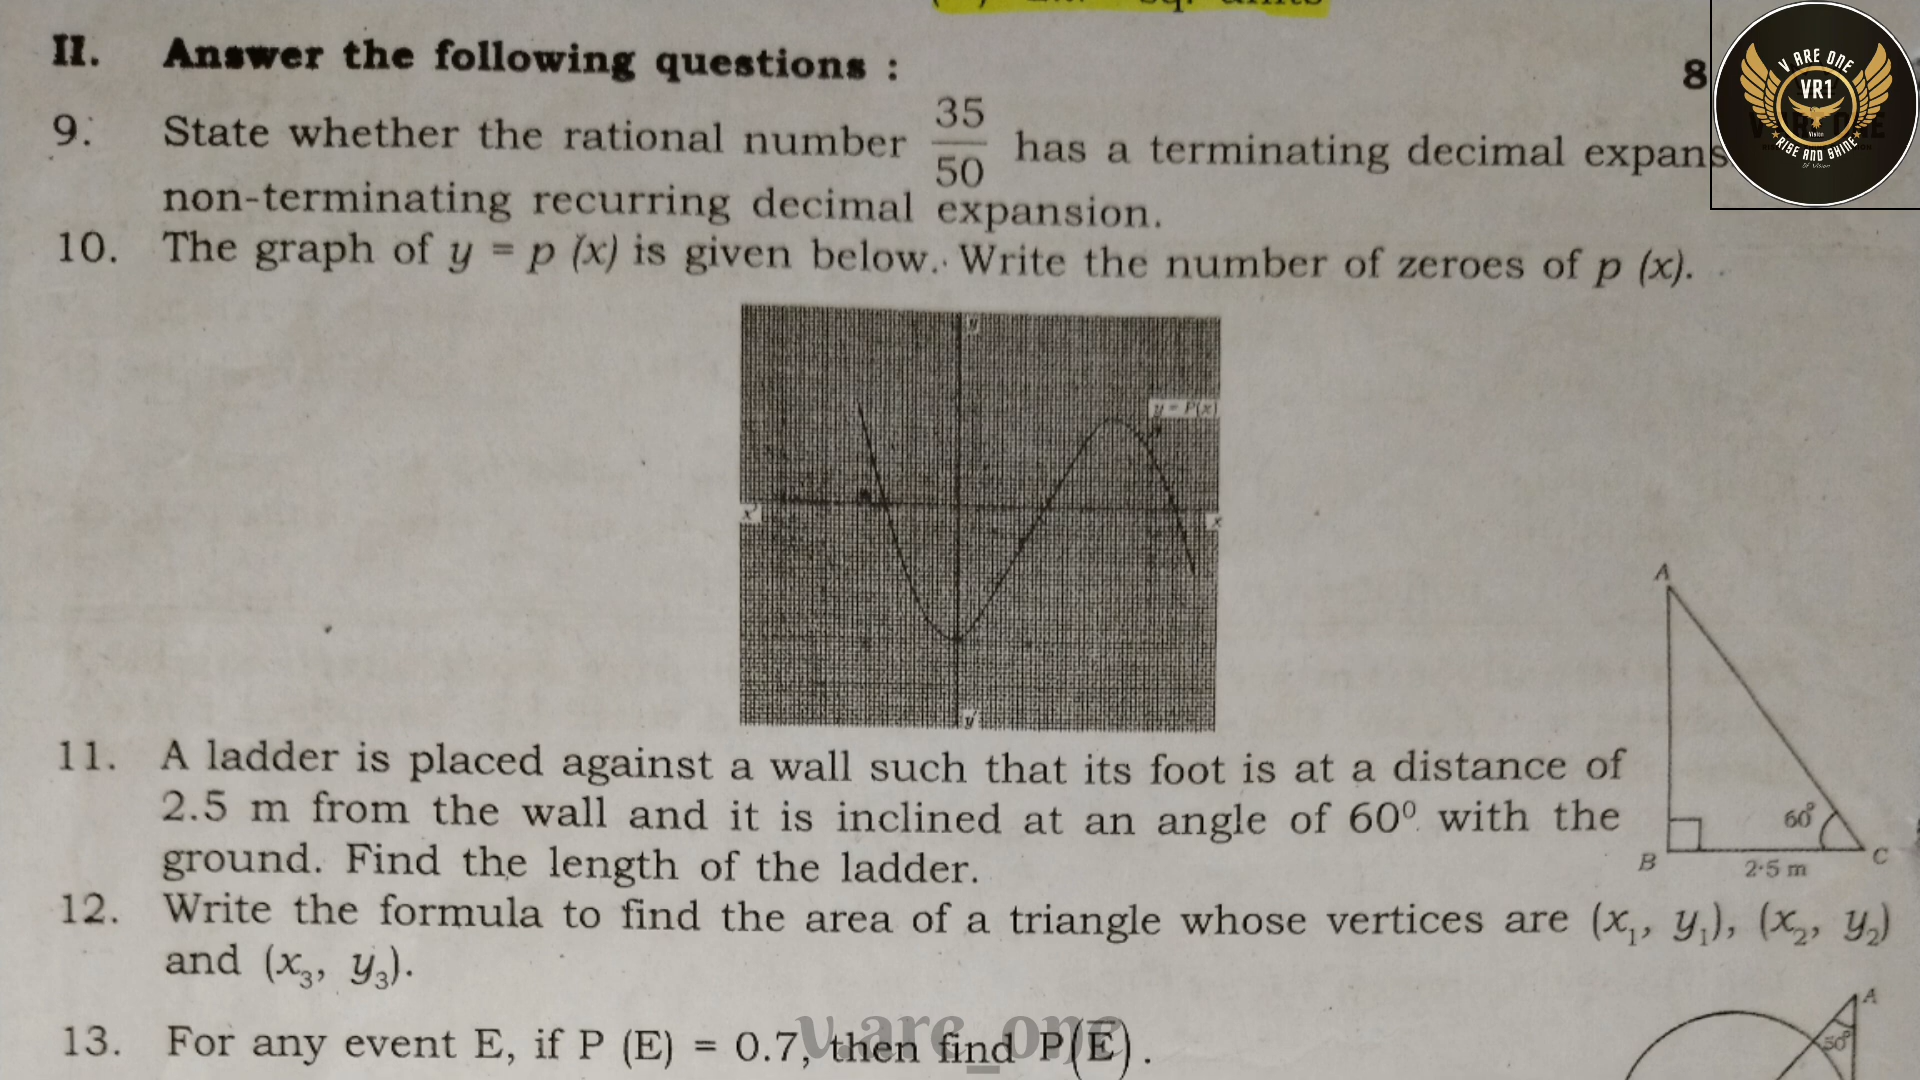 II. Answer the following questions :
8
V ARE ONE
VR1
Vision
RISE AND SHINE
9. State whether the rational number 35/50 has a terminating decimal expans
non-terminating recurring decimal expansion.
10. The graph of y = p (x) is given below. Write the number of zeroes of p (x).
y
y = P(x)
x' x
y'
A
11. A ladder is placed against a wall such that its foot is at a distance of
2.5 m from the wall and it is inclined at an angle of 60⁰ with the
ground. Find the length of the ladder.
60⁰
B 2·5 m C
12. Write the formula to find the area of a triangle whose vertices are (x₁, y₁), (x₂, y₂)
and (x₃, y₃).
A
50⁰
13. For any event E, if P (E) = 0.7, then find P(E̅).
v_are_one